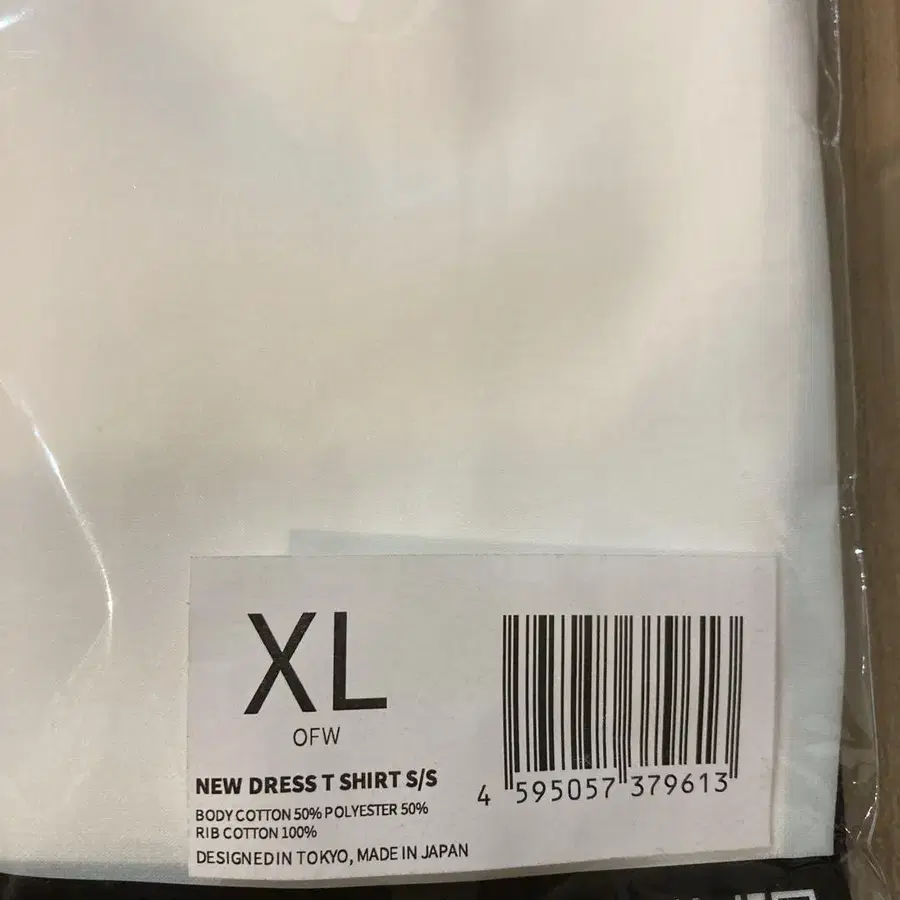 XL
OFW
NEW DRESS T SHIRT S/S
BODY COTTON 50% POLYESTER 50%
RIB COTTON 100%
DESIGNED IN TOKYO, MADE IN JAPAN
4 595057 379613